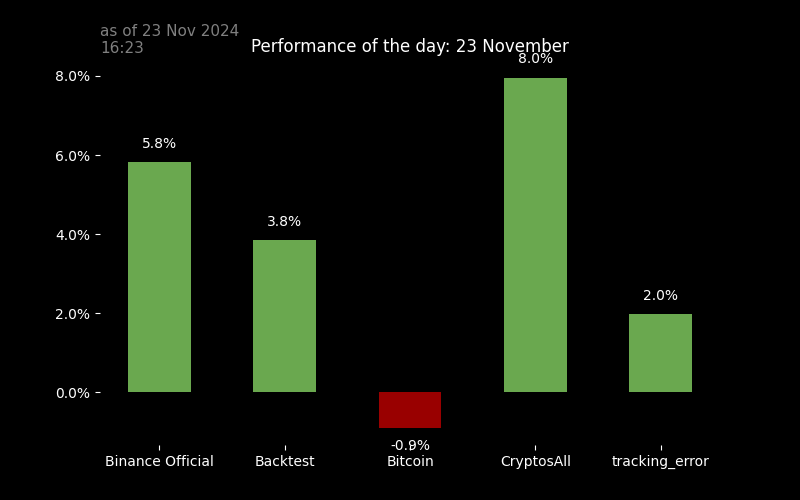 as of 23 Nov 2024
16:23
Performance of the day: 23 November
8.0%
6.0%
4.0%
2.0%
0.0%
5.8%
3.8%
-0.9%
8.0%
2.0%
Binance Official
Backtest
Bitcoin
CryptosAll
tracking_error